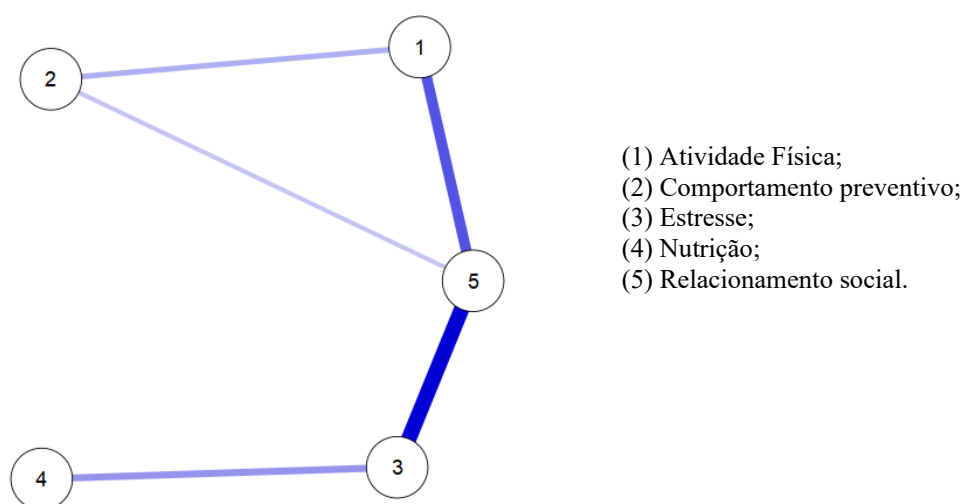 1
2
(1) Atividade Física;
(2) Comportamento preventivo;
(3) Estresse;
(4) Nutrição;
(5) Relacionamento social.
5
3
4